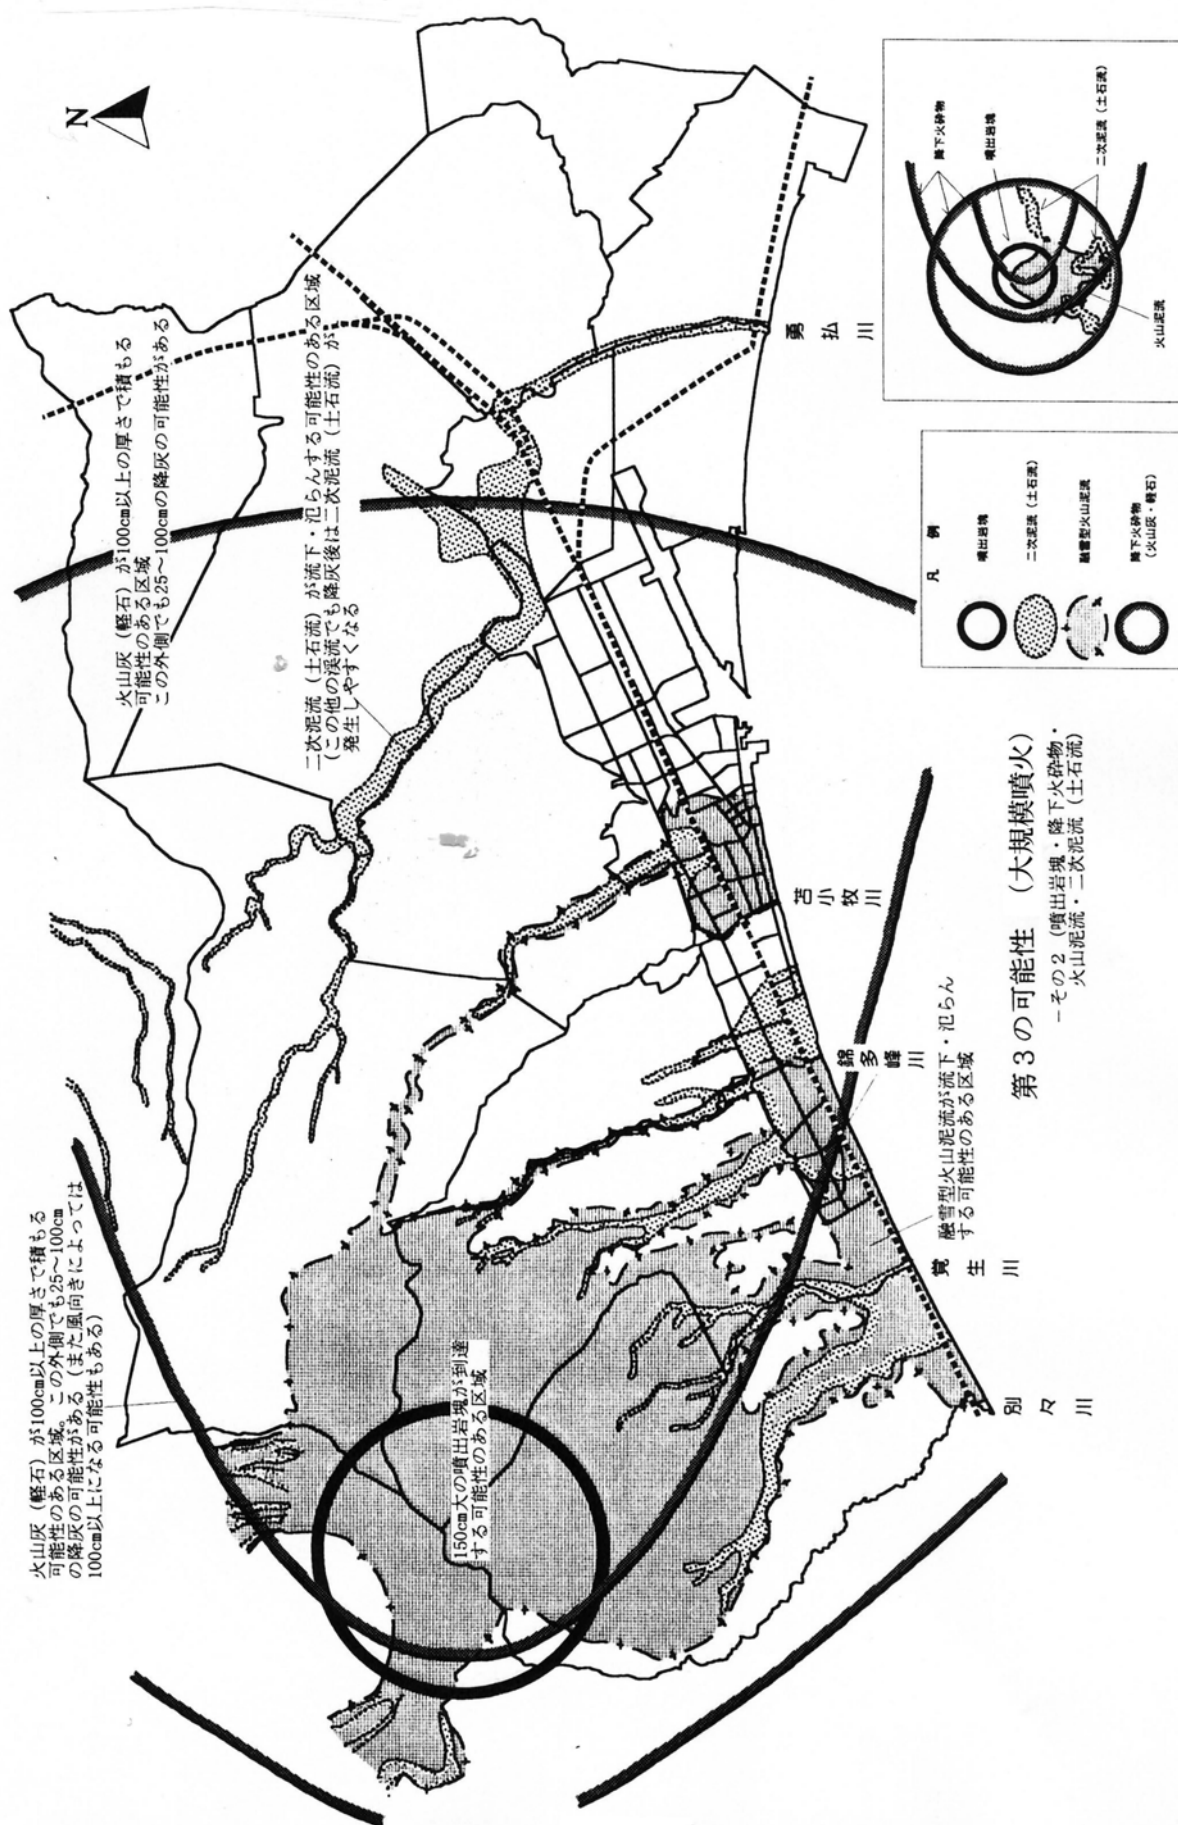 N
火山灰（軽石）が100cm以上の厚さで積もる
可能性のある区域。この外側でも25～100cm
の降灰の可能性がある（また風向きによっては
100cm以上になる可能性もある）
火山灰（軽石）が100cm以上の厚さで積もる
可能性のある区域
この外側でも25～100cmの降灰の可能性がある
二次泥流（土石流）が流下・氾らんする可能性のある区域
（この他の渓流でも降灰後は二次泥流（土石流）が
発生しやすくなる
150cm大の噴出岩塊が到達
する可能性のある区域
融雪型火山泥流が流下・氾らん
する可能性のある区域
別々川
覚生川
錦多峰川
苫小牧川
勇払川
第３の可能性（大規模噴火）
－その２（噴出岩塊・降下火砕物・
火山泥流・二次泥流（土石流）
凡例
噴出岩塊
二次泥流（土石流）
融雪型火山泥流
降下火砕物
（火山灰・軽石）
降下火砕物
噴出岩塊
二次泥流（土石流）
火山泥流